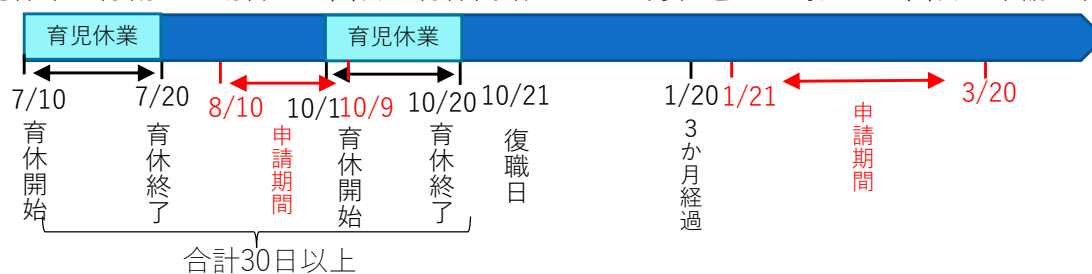 育児休業
育児休業
7/10
育休開始
7/20
育休終了
8/10
申請期間
10/1
10/9
育休開始
10/20
育休終了
10/21
復職日
1/20
3か月経過
1/21
申請期間
3/20
合計30日以上